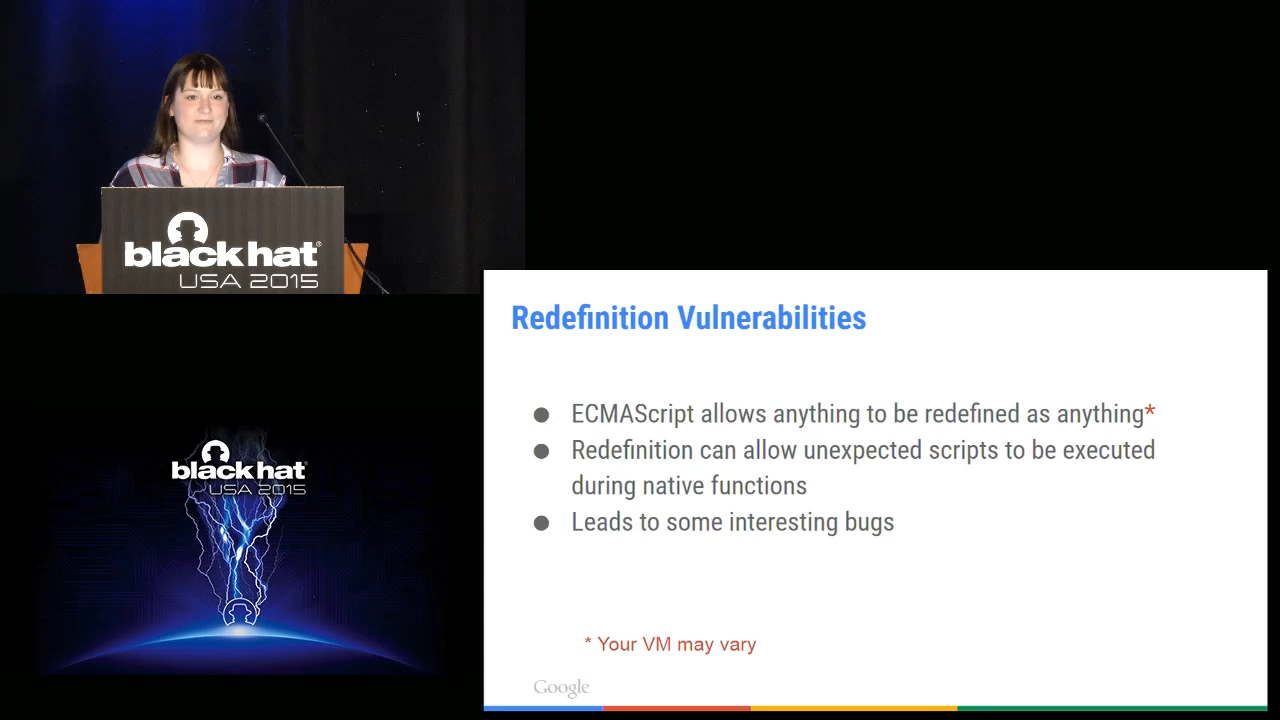 black hat®
USA 2015
Redefinition Vulnerabilities
● ECMAScript allows anything to be redefined as anything*
● Redefinition can allow unexpected scripts to be executed
during native functions
● Leads to some interesting bugs
* Your VM may vary
Google
black hat®
USA 2015